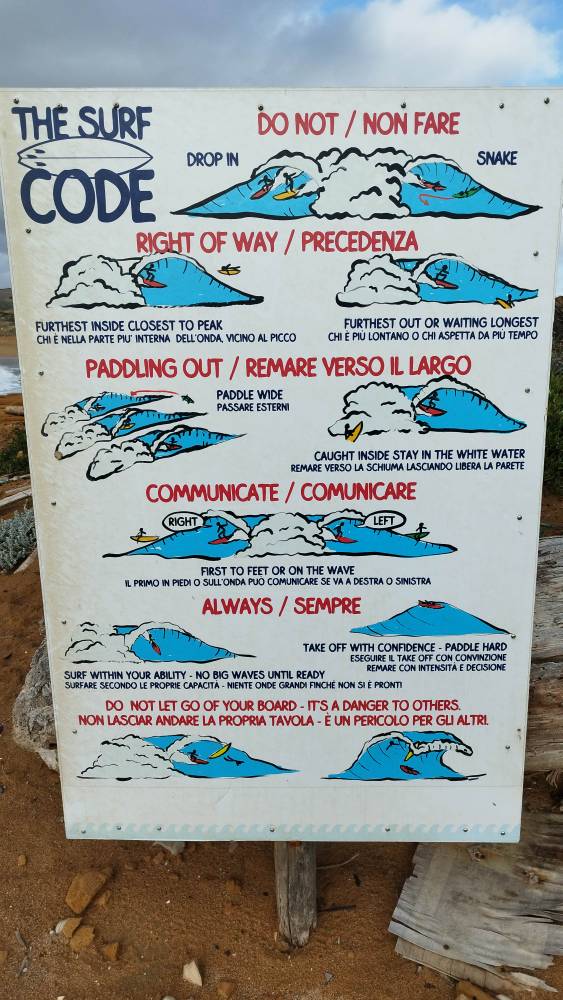 THE SURF
CODE
DO NOT / NON FARE
DROP IN
SNAKE
RIGHT OF WAY / PRECEDENZA
FURTHEST INSIDE CLOSEST TO PEAK
CHI È NELLA PARTE PIU' INTERNA DELL'ONDA, VICINO AL PICCO
FURTHEST OUT OR WAITING LONGEST
CHI È PIÙ LONTANO O CHI ASPETTA DA PIÙ TEMPO
PADDLING OUT / REMARE VERSO IL LARGO
PADDLE WIDE
PASSARE ESTERNI
CAUGHT INSIDE STAY IN THE WHITE WATER
REMARE VERSO LA SCHIUMA LASCIANDO LIBERA LA PARETE
COMMUNICATE / COMUNICARE
RIGHT
LEFT
FIRST TO FEET OR ON THE WAVE
IL PRIMO IN PIEDI O SULL'ONDA PUO COMUNICARE SE VA A DESTRA O SINISTRA
ALWAYS / SEMPRE
SURF WITHIN YOUR ABILITY - NO BIG WAVES UNTIL READY
SURFARE SECONDO LE PROPRIE CAPACITÀ - NIENTE ONDE GRANDI FINCHÉ NON SI È PRONTI
TAKE OFF WITH CONFIDENCE - PADDLE HARD
ESEGUIRE IL TAKE OFF CON CONVINZIONE
REMARE CON INTENSITÀ E DECISIONE
DO NOT LET GO OF YOUR BOARD - IT'S A DANGER TO OTHERS.
NON LASCIAR ANDARE LA PROPRIA TAVOLA - È UN PERICOLO PER GLI ALTRI.